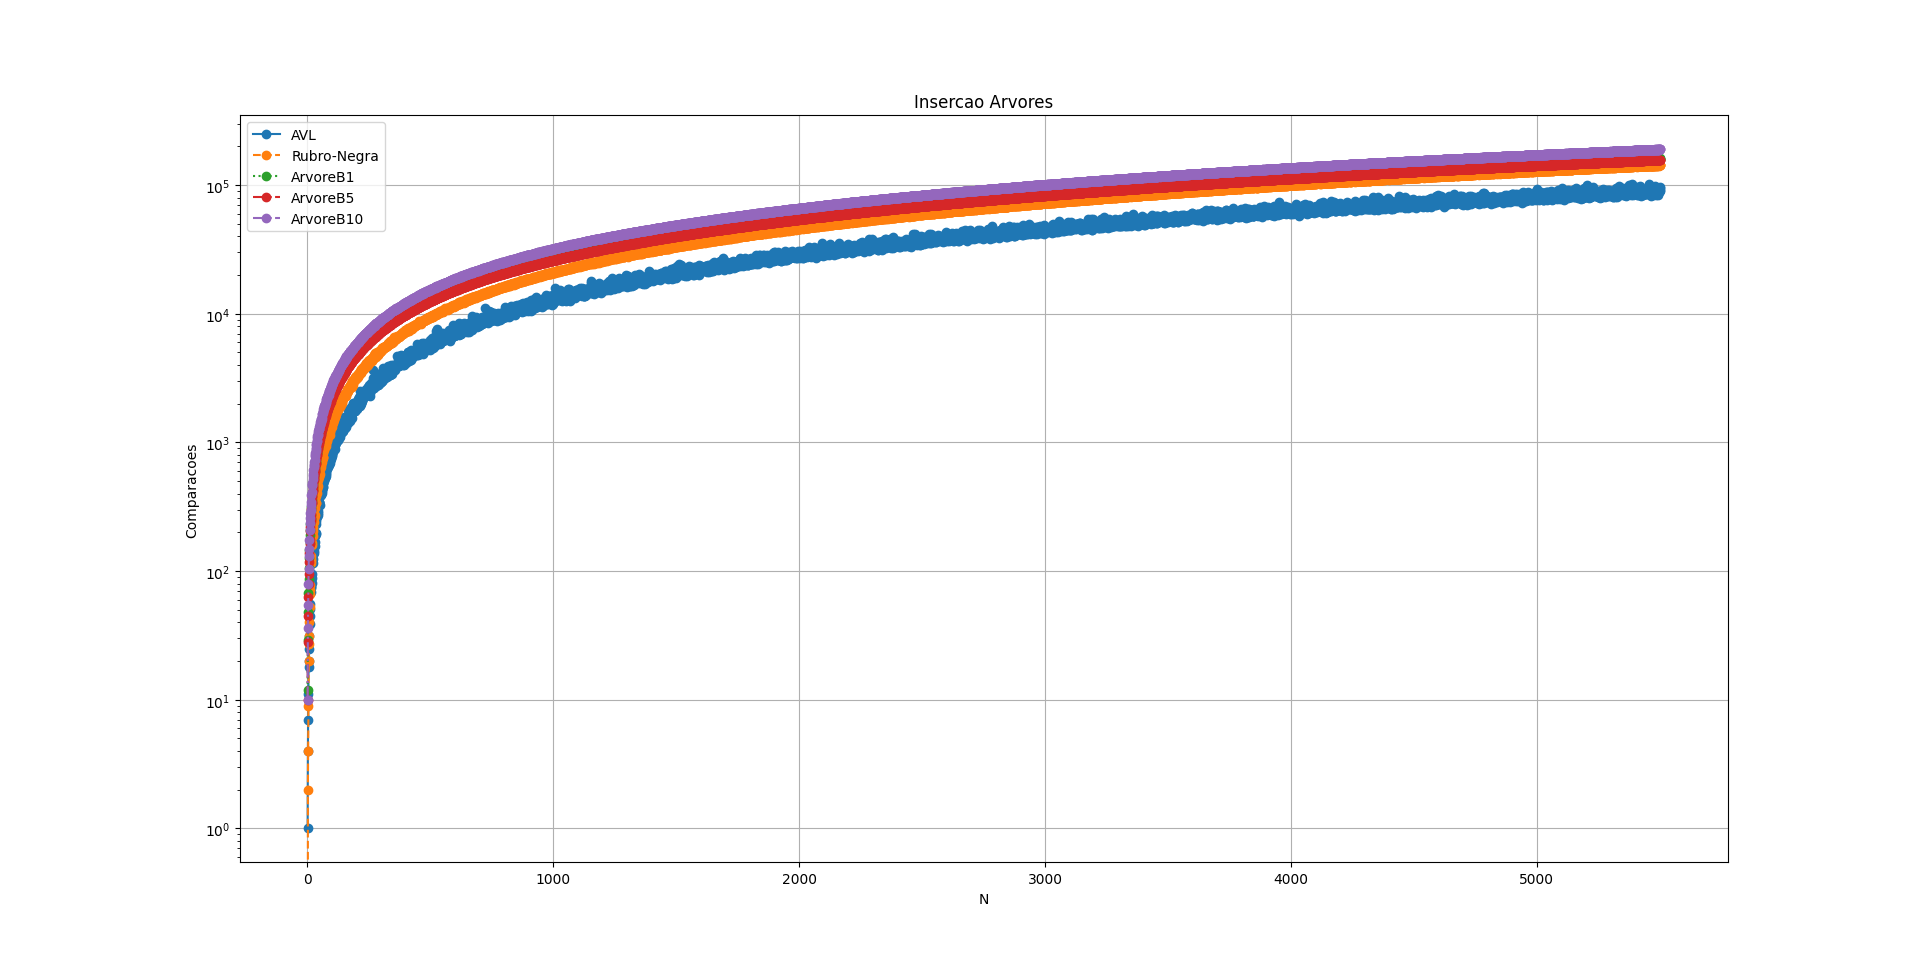 Insercao Arvores
AVL
Rubro-Negra
ArvoreB1
ArvoreB5
ArvoreB10
Comparacoes
10^5
10^4
10^3
10^2
10^1
10^0
0 1000 2000 3000 4000 5000
N